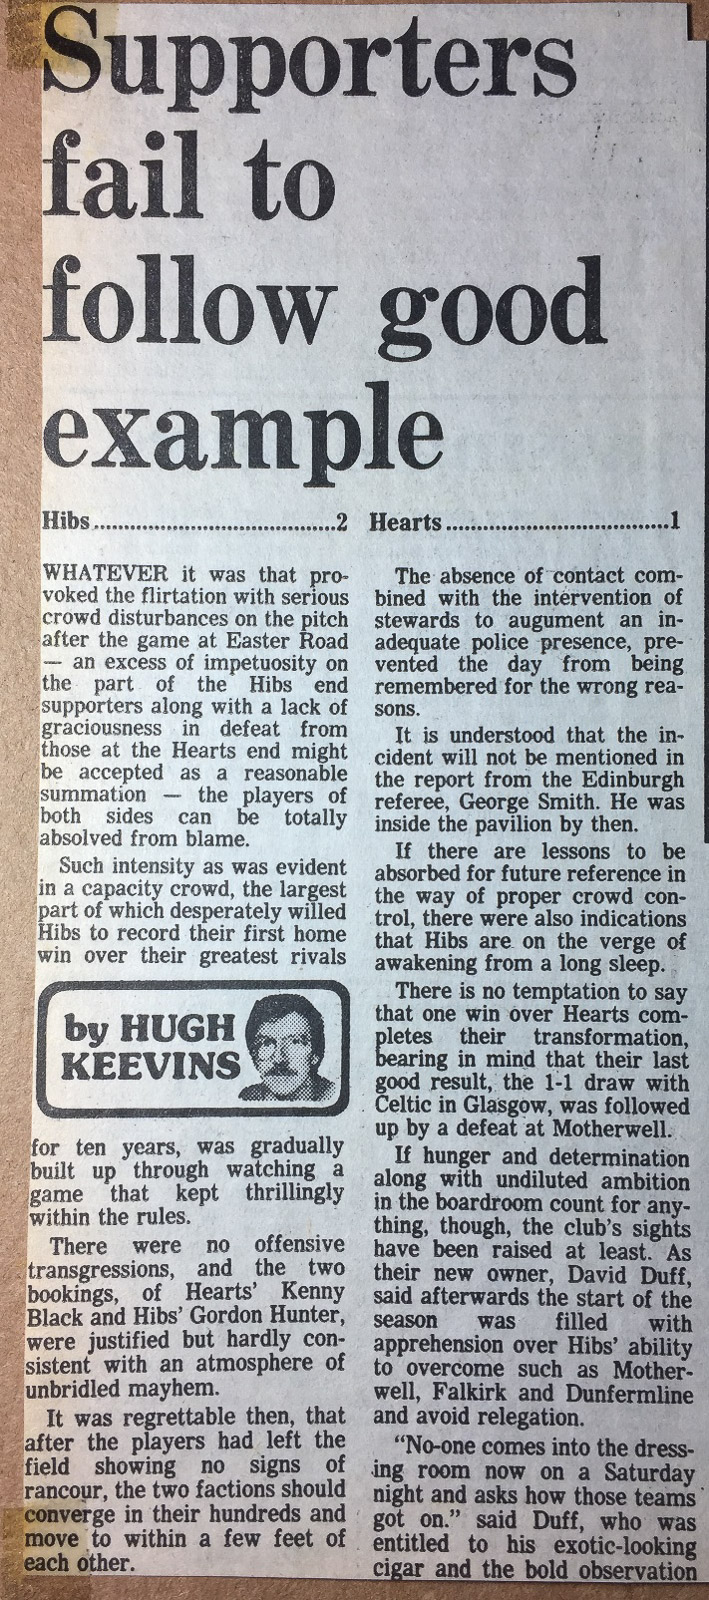 Supporters
fail to
follow good
example
Hibs....................................2 Hearts....................................1
WHATEVER it was that pro-
voked the flirtation with serious
crowd disturbances on the pitch
after the game at Easter Road
— an excess of impetuosity on
the part of the Hibs end
supporters along with a lack of
graciousness in defeat from
those at the Hearts end might
be accepted as a reasonable
summation — the players of
both sides can be totally
absolved from blame.
Such intensity as was evident
in a capacity crowd, the largest
part of which desperately willed
Hibs to record their first home
win over their greatest rivals
by HUGH
KEEVINS
for ten years, was gradually
built up through watching a
game that kept thrillingly
within the rules.
There were no offensive
transgressions, and the two
bookings, of Hearts' Kenny
Black and Hibs' Gordon Hunter,
were justified but hardly con-
sistent with an atmosphere of
unbridled mayhem.
It was regrettable then, that
after the players had left the
field showing no signs of
rancour, the two factions should
converge in their hundreds and
move to within a few feet of
each other.
The absence of contact com-
bined with the intervention of
stewards to augument an in-
adequate police presence, pre-
vented the day from being
remembered for the wrong rea-
sons.
It is understood that the in-
cident will not be mentioned in
the report from the Edinburgh
referee, George Smith. He was
inside the pavilion by then.
If there are lessons to be
absorbed for future reference in
the way of proper crowd con-
trol, there were also indications
that Hibs are on the verge of
awakening from a long sleep.
There is no temptation to say
that one win over Hearts com-
pletes their transformation,
bearing in mind that their last
good result, the 1-1 draw with
Celtic in Glasgow, was followed
up by a defeat at Motherwell.
If hunger and determination
along with undiluted ambition
in the boardroom count for any-
thing, though, the club's sights
have been raised at least. As
their new owner, David Duff,
said afterwards the start of the
season was filled with
apprehension over Hibs' ability
to overcome such as Mother-
well, Falkirk and Dunfermline
and avoid relegation.
"No-one comes into the dress-
ing room now on a Saturday
night and asks how those teams
got on." said Duff, who was
entitled to his exotic-looking
cigar and the bold observation